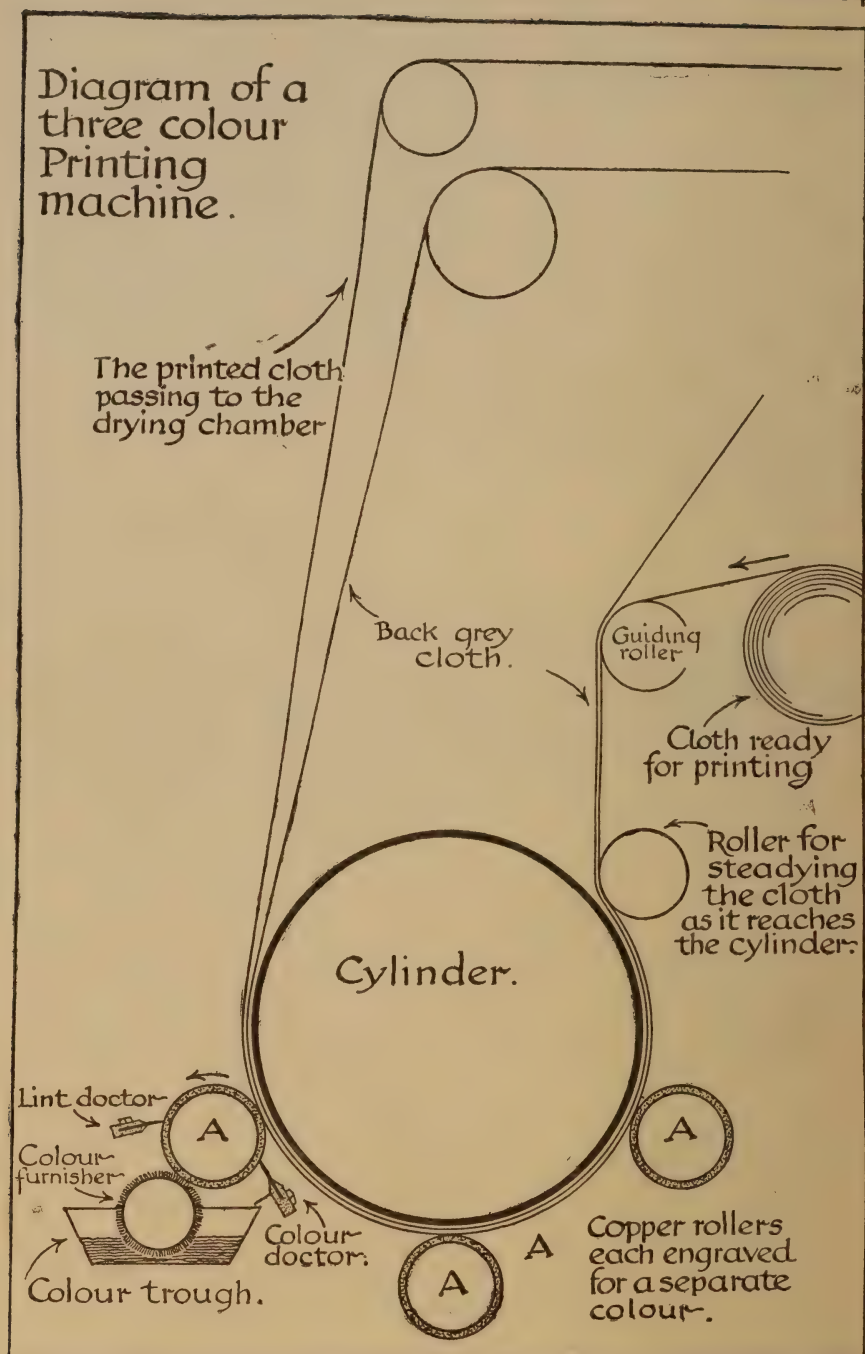 Diagram of a
three colour
Printing
machine.
The printed cloth
passing to the
drying chamber
Back grey
cloth.
Guiding
roller
Cloth ready
for printing
Roller for
steadying
the cloth
as it reaches
the cylinder.
Cylinder.
Lint doctor
A
A
Colour
furnisher
Colour
doctor.
Colour trough.
A
A
Copper rollers
each engraved
for a separate
colour.